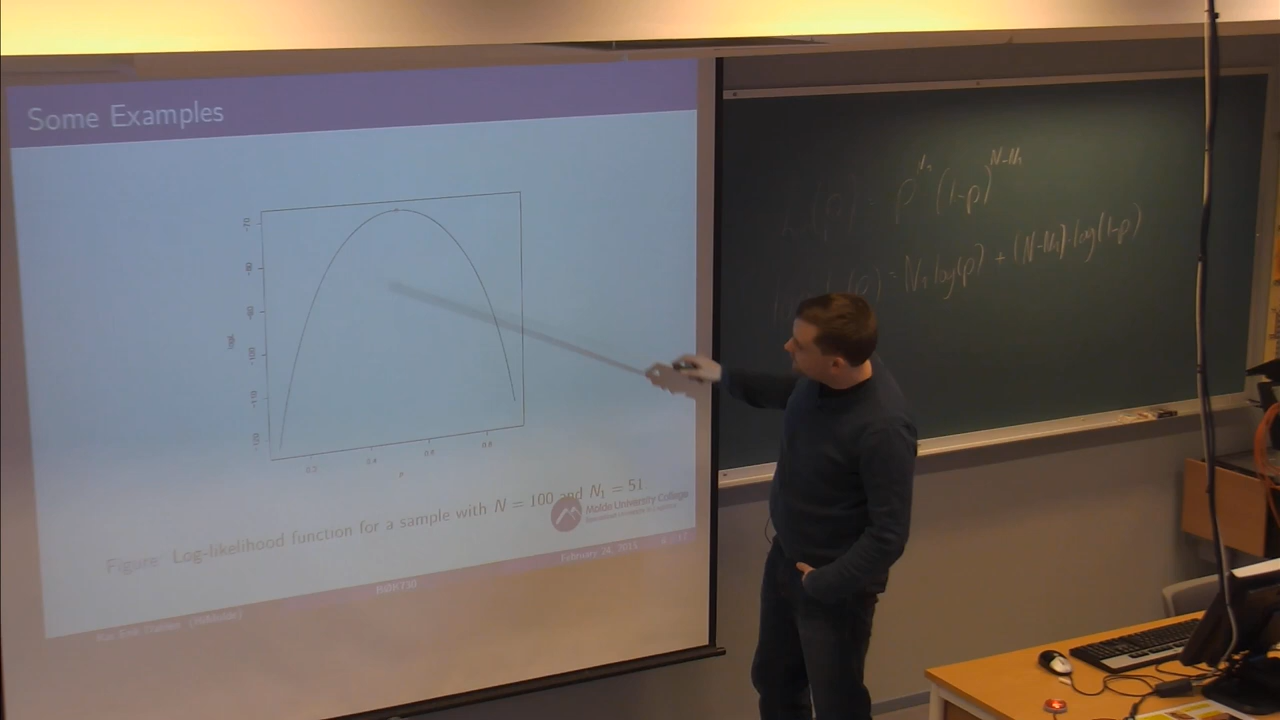 Some Examples
-70
-80
-90
-100
-110
-120
logL
0.2
0.4
0.6
0.8
p
Figure Log-likelihood function for a sample with N = 100 and N₁ = 51
Molde University College
February 24, 2015
(p) = p^N₁ (1-p)^N-N₁
(p) = N₁ log(p) + (N-N₁)·log(1-p)